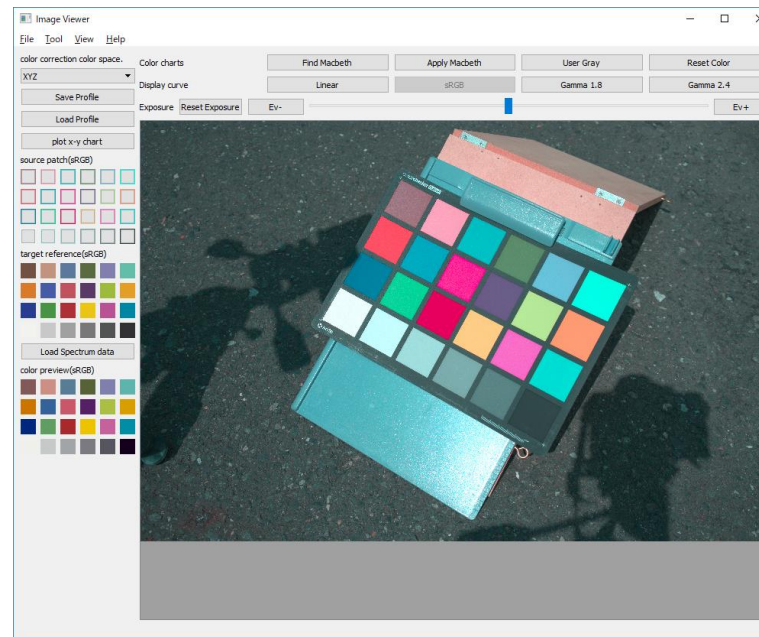 Image Viewer
File Tool View Help
color correction color space.
XYZ
Save Profile
Load Profile
plot x-y chart
source patch(sRGB)
target reference(sRGB)
Load Spectrum data
color preview(sRGB)
Color charts Find Macbeth Apply Macbeth User Gray Reset Color
Display curve Linear sRGB Gamma 1.8 Gamma 2.4
Exposure Reset Exposure Ev- Ev+